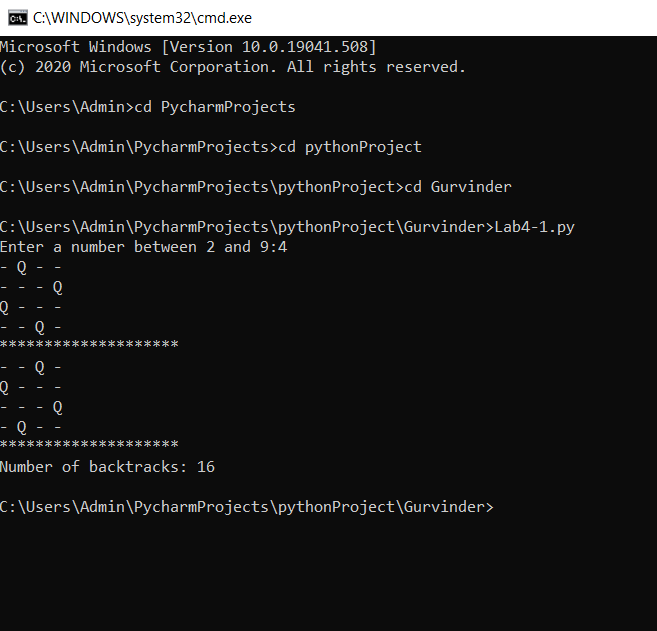 C:\WINDOWS\system32\cmd.exe
Microsoft Windows [Version 10.0.19041.508]
(c) 2020 Microsoft Corporation. All rights reserved.
C:\Users\Admin>cd PycharmProjects
C:\Users\Admin\PycharmProjects>cd pythonProject
C:\Users\Admin\PycharmProjects\pythonProject>cd Gurvinder
C:\Users\Admin\PycharmProjects\pythonProject\Gurvinder>Lab4-1.py
Enter a number between 2 and 9:4
- Q - -
- - - Q
Q - - -
- - Q -
********************
- - Q -
Q - - -
- - - Q
- Q - -
********************
Number of backtracks: 16
C:\Users\Admin\PycharmProjects\pythonProject\Gurvinder>